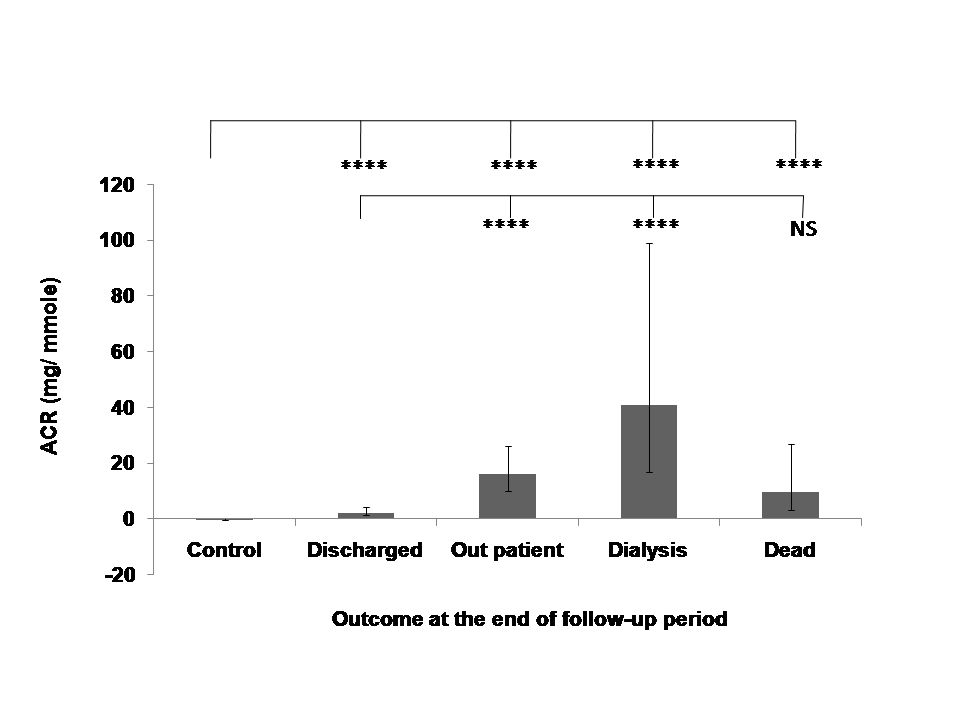 **** **** **** ****
120
**** **** NS
100
80
60
40
20
0
-20
ACR (mg/ mmole)
Control Discharged Out patient Dialysis Dead
Outcome at the end of follow-up period